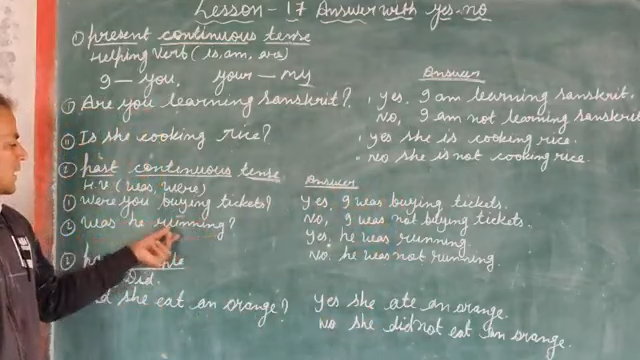 Lesson - 17 Answer with yes-no
① present continuous tense
Helping Verb (is, am, are)
I — you, your — my
Answer
① Are you learning sanskrit?
, yes, I am learning sanskrit.
No, I am not learning sanskrit
② Is she cooking rice?
, yes she is cooking rice.
, no she is not cooking rice.
② past continuous tense
H.V (was, were)
Answer
① Were you buying tickets?
Yes, I was buying tickets.
No, I was not buying tickets.
② Was he running?
Yes, he was running.
No. he was not running.
Did.
she eat an orange?
Yes she ate an orange.
No she did not eat an orange.